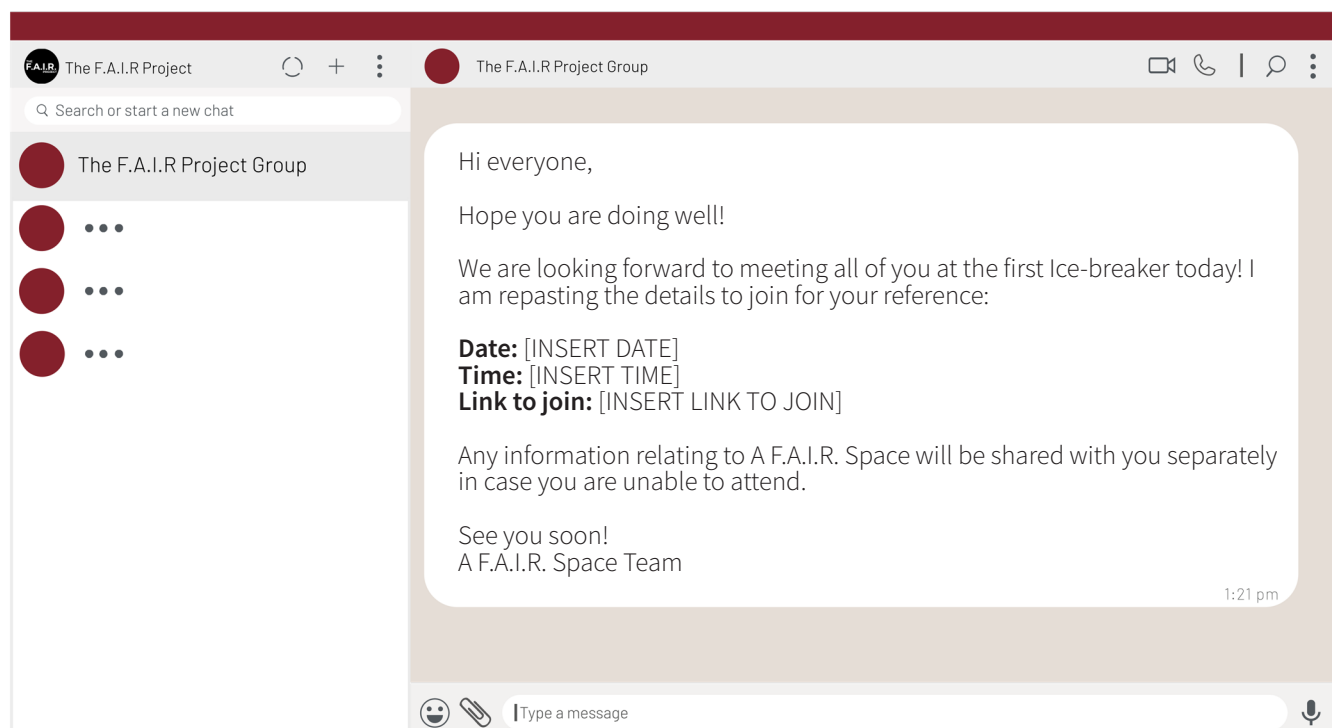 F.A.I.R. The F.A.I.R Project
Search or start a new chat
The F.A.I.R Project Group
The F.A.I.R Project Group
Hi everyone,
Hope you are doing well!
We are looking forward to meeting all of you at the first Ice-breaker today! I
am repasting the details to join for your reference:
Date: [INSERT DATE]
Time: [INSERT TIME]
Link to join: [INSERT LINK TO JOIN]
Any information relating to A F.A.I.R. Space will be shared with you separately
in case you are unable to attend.
See you soon!
A F.A.I.R. Space Team
1:21 pm
Type a message